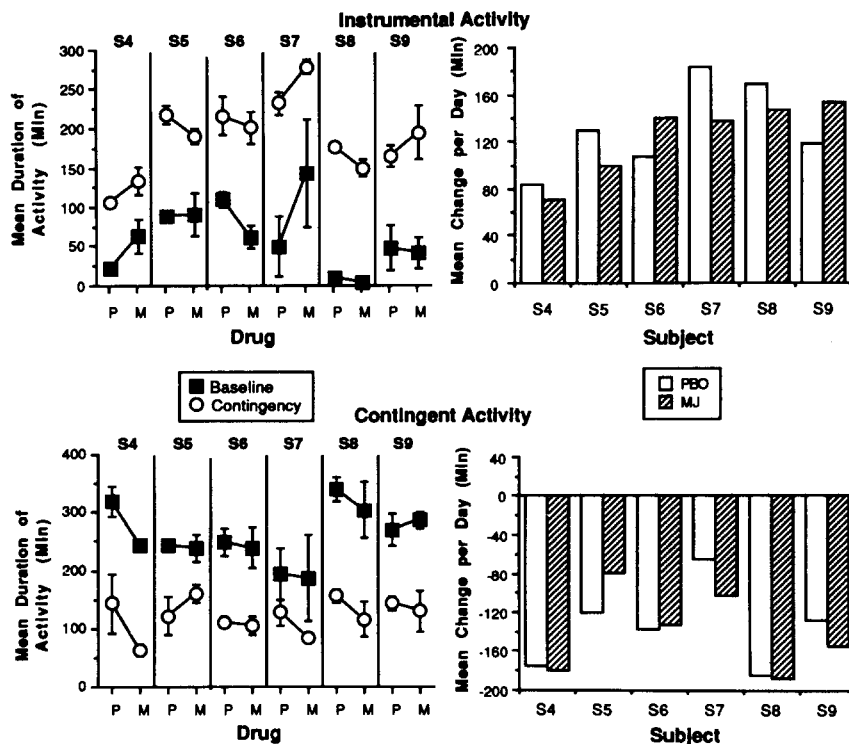 Instrumental Activity
S4 S5 S6 S7 S8 S9
Mean Duration of Activity (Min)
300
250
200
150
100
50
0
P M P M P M P M P M P M
Drug
Mean Change per Day (Min)
200
160
120
80
40
0
S4 S5 S6 S7 S8 S9
Subject
Baseline
Contingency
PBO
MJ
Contingent Activity
S4 S5 S6 S7 S8 S9
Mean Duration of Activity (Min)
400
300
200
100
0
P M P M P M P M P M P M
Drug
Mean Change per Day (Min)
40
0
-40
-80
-120
-160
-200
S4 S5 S6 S7 S8 S9
Subject